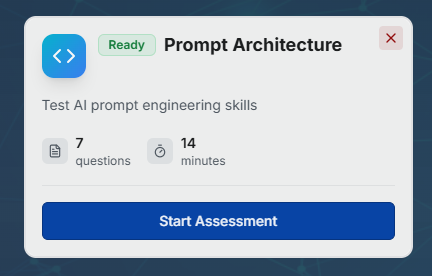 Ready Prompt Architecture
Test AI prompt engineering skills
7
questions
14
minutes
Start Assessment